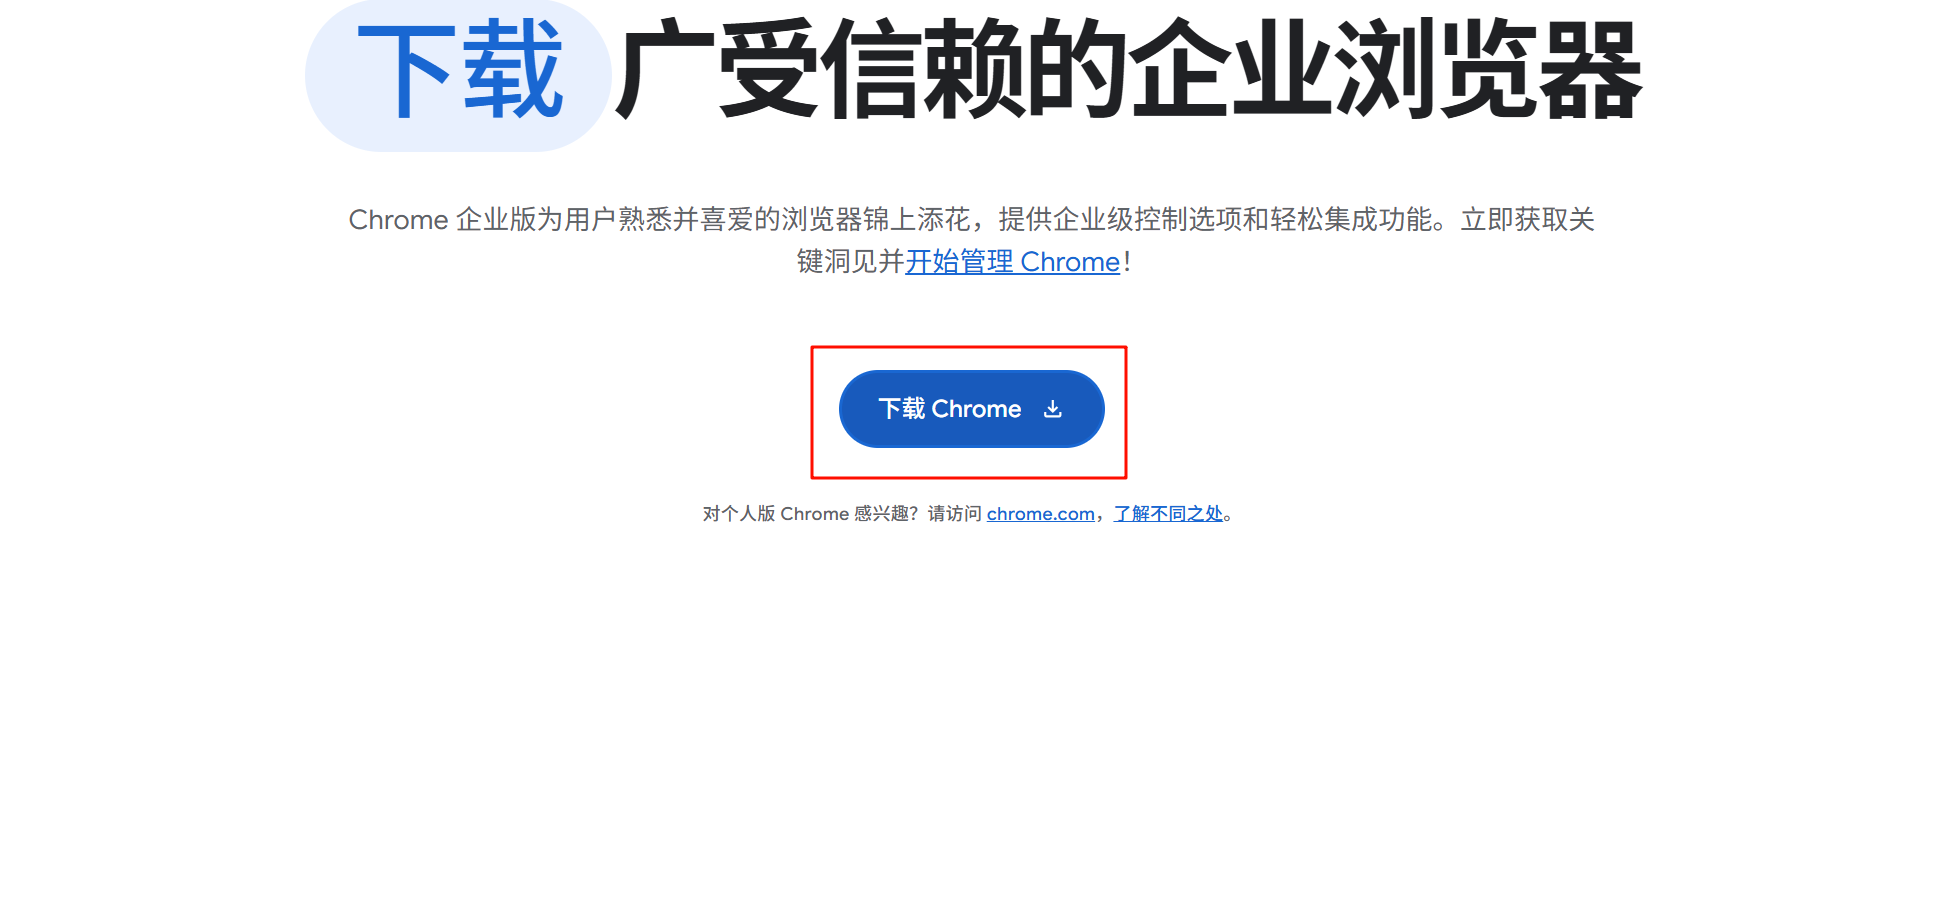 下载 广受信赖的企业浏览器
Chrome 企业版为用户熟悉并喜爱的浏览器锦上添花，提供企业级控制选项和轻松集成功能。立即获取关
键洞见并开始管理 Chrome！
下载 Chrome
对个人版 Chrome 感兴趣？请访问 chrome.com，了解不同之处。